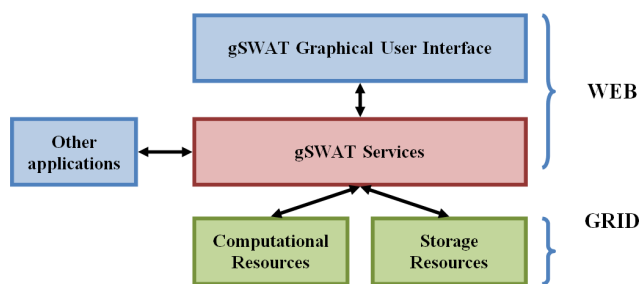 gSWAT Graphical User Interface
WEB
Other
applications
gSWAT Services
GRID
Computational
Resources
Storage
Resources